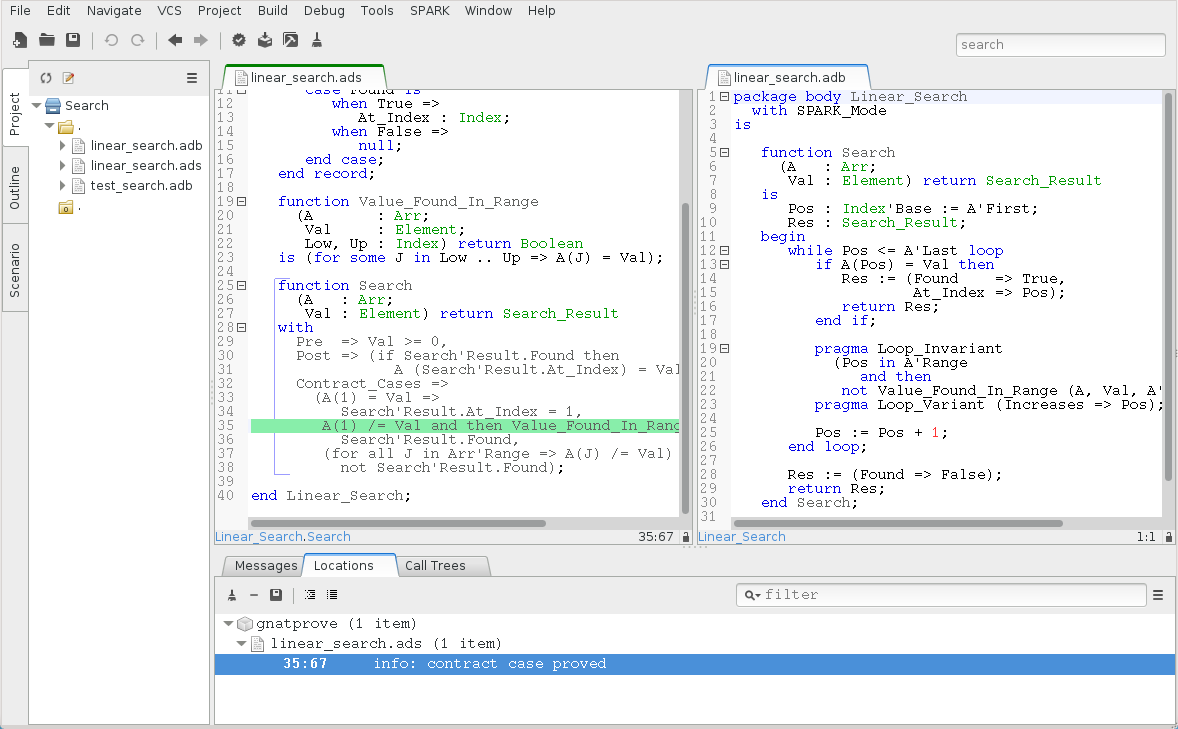 File Edit Navigate VCS Project Build Debug Tools SPARK Window Help
search
Project
Outline
Scenario
Search
.
linear_search.adb
linear_search.ads
test_search.adb
.
linear_search.ads
12 when True =>
13 At_Index : Index;
14 when False =>
15 null;
16 end case;
17 end record;
18
19 function Value_Found_In_Range
20 (A : Arr;
21 Val : Element;
22 Low, Up : Index) return Boolean
23 is (for some J in Low .. Up => A(J) = Val);
24
25 function Search
26 (A : Arr;
27 Val : Element) return Search_Result
28 with
29 Pre => Val >= 0,
30 Post => (if Search'Result.Found then
31 A (Search'Result.At_Index) = Val
32 Contract_Cases =>
33 (A(1) = Val =>
34 Search'Result.At_Index = 1,
35 A(1) /= Val and then Value_Found_In_Rang
36 Search'Result.Found,
37 (for all J in Arr'Range => A(J) /= Val)
38 not Search'Result.Found);
39
40 end Linear_Search;
Linear_Search.Search 35:67
linear_search.adb
1 package body Linear_Search
2 with SPARK_Mode
3 is
4
5 function Search
6 (A : Arr;
7 Val : Element) return Search_Result
8 is
9 Pos : Index'Base := A'First;
10 Res : Search_Result;
11 begin
12 while Pos <= A'Last loop
13 if A(Pos) = Val then
14 Res := (Found => True,
15 At_Index => Pos);
16 return Res;
17 end if;
18
19 pragma Loop_Invariant
20 (Pos in A'Range
21 and then
22 not Value_Found_In_Range (A, Val, A'
23 pragma Loop_Variant (Increases => Pos);
24
25 Pos := Pos + 1;
26 end loop;
27
28 Res := (Found => False);
29 return Res;
30 end Search;
31
Linear_Search 1:1
Messages Locations Call Trees
filter
gnatprove (1 item)
linear_search.ads (1 item)
35:67 info: contract case proved